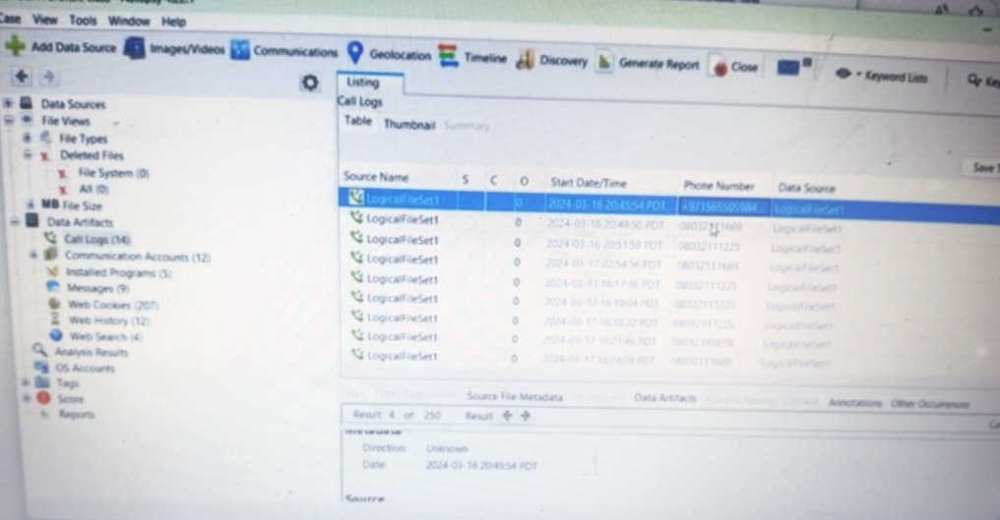 Case View Tools Window Help
Add Data Source Images/Videos Communications Geolocation Timeline Discovery Generate Report Close Keyword Lists
Data Sources
File Views
File Types
Deleted Files
File System (0)
All (0)
MB File Size
Data Artifacts
Call Logs (14)
Communication Accounts (12)
Installed Programs (5)
Messages (9)
Web Cookies (207)
Web History (12)
Web Search (4)
Analysis Results
OS Accounts
Tags
Score
Reports
Listing
Call Logs
Table Thumbnail Summary
Save
Source Name S C O Start Date/Time Phone Number Data Source
LogicalFileSet1 0 2024-03-16 20:45:54 PDT +971565505984 LogicalFileSet1
LogicalFileSet1 0 2024-03-16 20:49:50 PDT LogicalFileSet1
LogicalFileSet1 0 2024-03-16 20:51:59 PDT 08032111225 LogicalFileSet1
LogicalFileSet1 0 2024-03-17 02:54:56 PDT 08032111669 LogicalFileSet1
LogicalFileSet1 0 2024-03-17 16:17:36 PDT 08032111225 LogicalFileSet1
LogicalFileSet1 0 2024-03-17 16:18:04 PDT 08032111225 LogicalFileSet1
LogicalFileSet1 0 2024-03-17 16:18:22 PDT 08032111225 LogicalFileSet1
LogicalFileSet1 0 2024-03-17 16:21:46 PDT 08012345678 LogicalFileSet1
LogicalFileSet1 0 2024-03-17 16:24:09 PDT 08032111669 LogicalFileSet1
Hex Text Application Source File Metadata Data Artifacts Analysis Results Context Annotations Other Occurrences
Result 4 of 250 Result
Metadata
Direction: Unknown
Date: 2024-03-16 20:45:54 PDT
Source